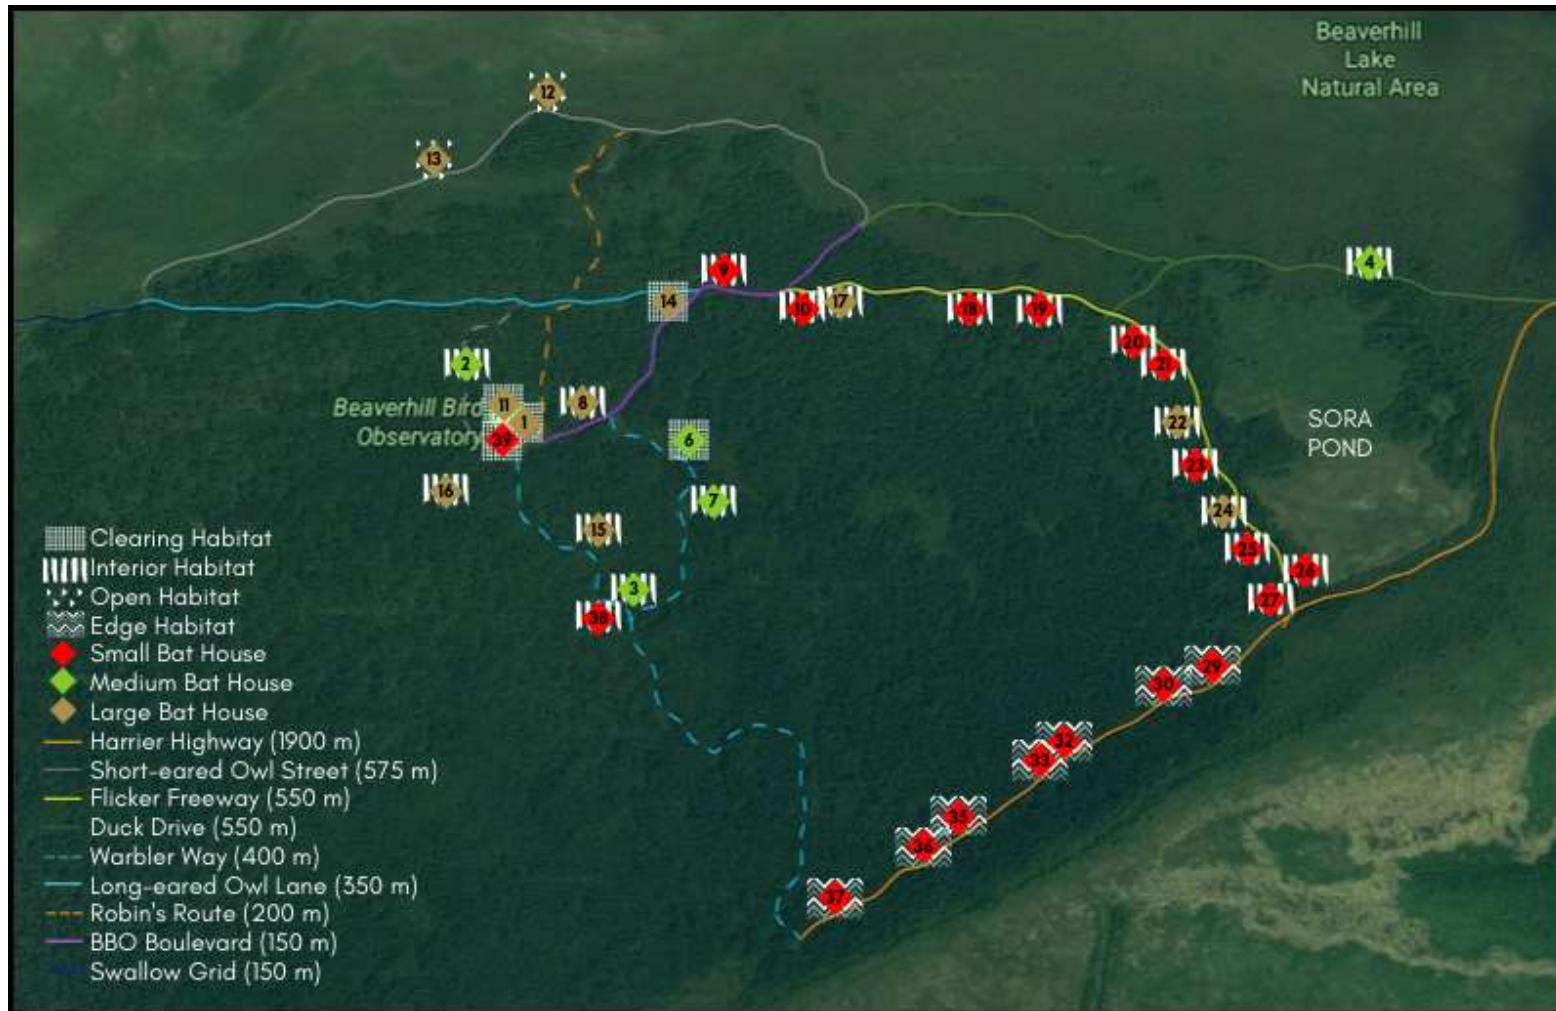 Beaverhill
Lake
Natural Area
12
13
4
9
14
10
17
18
19
20
21
2
11
8
1
Beaverhill Bird
Observatory
39
6
22
SORA
POND
23
16
7
24
15
25
26
3
27
38
29
30
32
33
35
36
37
Clearing Habitat
Interior Habitat
Open Habitat
Edge Habitat
Small Bat House
Medium Bat House
Large Bat House
Harrier Highway (1900 m)
Short-eared Owl Street (575 m)
Flicker Freeway (550 m)
Duck Drive (550 m)
Warbler Way (400 m)
Long-eared Owl Lane (350 m)
Robin's Route (200 m)
BBO Boulevard (150 m)
Swallow Grid (150 m)